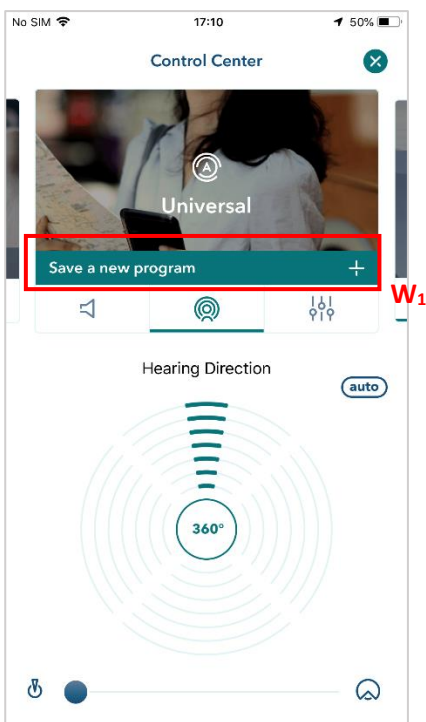 No SIM 17:10 50%
Control Center
A
Universal
Save a new program +
W1
Hearing Direction
auto
360°